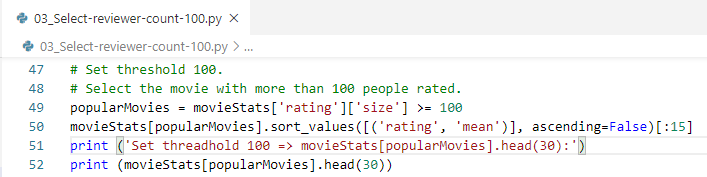 03_Select-reviewer-count-100.py ×
03_Select-reviewer-count-100.py > ...
47 # Set threshold 100.
48 # Select the movie with more than 100 people rated.
49 popularMovies = movieStats['rating']['size'] >= 100
50 movieStats[popularMovies].sort_values([('rating', 'mean')], ascending=False)[:15]
51 print ('Set threadhold 100 => movieStats[popularMovies].head(30):')
52 print (movieStats[popularMovies].head(30))